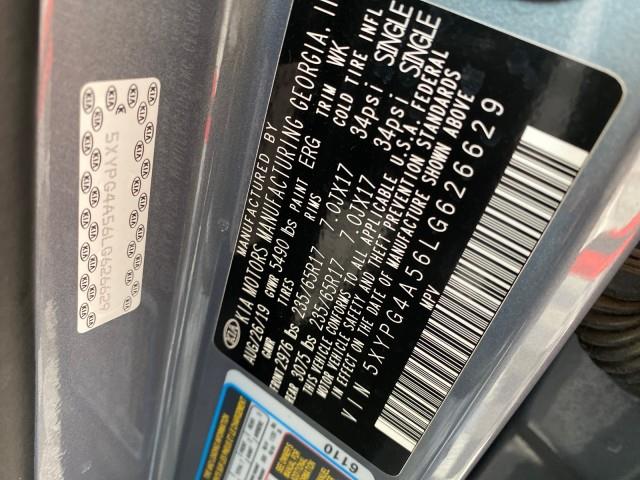 KIA 5XYPG4A56LG626629
MANUFACTURED BY
KIA MOTORS MANUFACTURING GEORGIA, I
AUG/26/19 GVWR 5490 lbs PAINT ERG TRIM WK
GAWR TIRES RIMS COLD TIRE INFL
FRONT 2976 lbs 235/65R17 7.0JX17 34psi SINGLE
REAR 3075 lbs 235/65R17 7.0JX17 34psi SINGLE
THIS VEHICLE CONFORMS TO ALL APPLICABLE U.S.A. FEDERAL
MOTOR VEHICLE SAFETY AND THEFT PREVENTION STANDARDS
IN EFFECT ON THE DATE OF MANUFACTURE SHOWN ABOVE
VIN 5XYPG4A56LG626629
MPV
6110